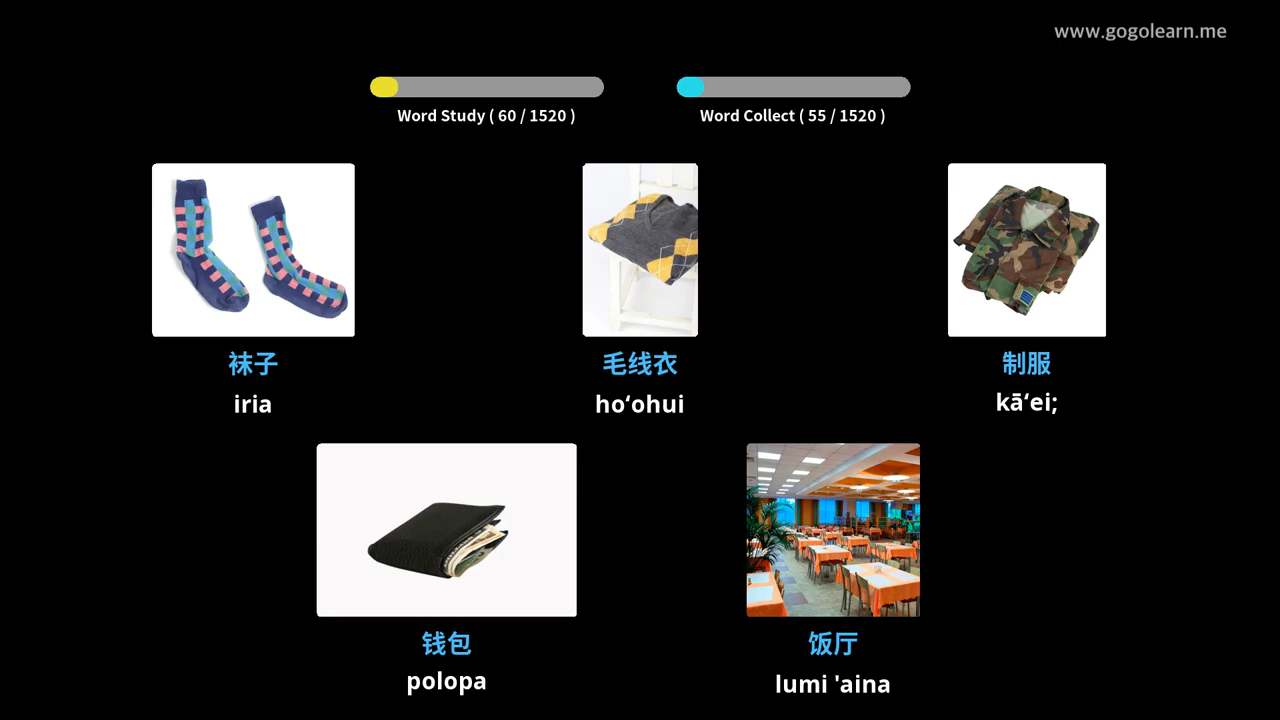 www.gogolearn.me
Word Study ( 60 / 1520 )
Word Collect ( 55 / 1520 )
袜子
毛线衣
制服
iria
hoʻohui
kāʻei;
钱包
饭厅
polopa
lumi 'aina